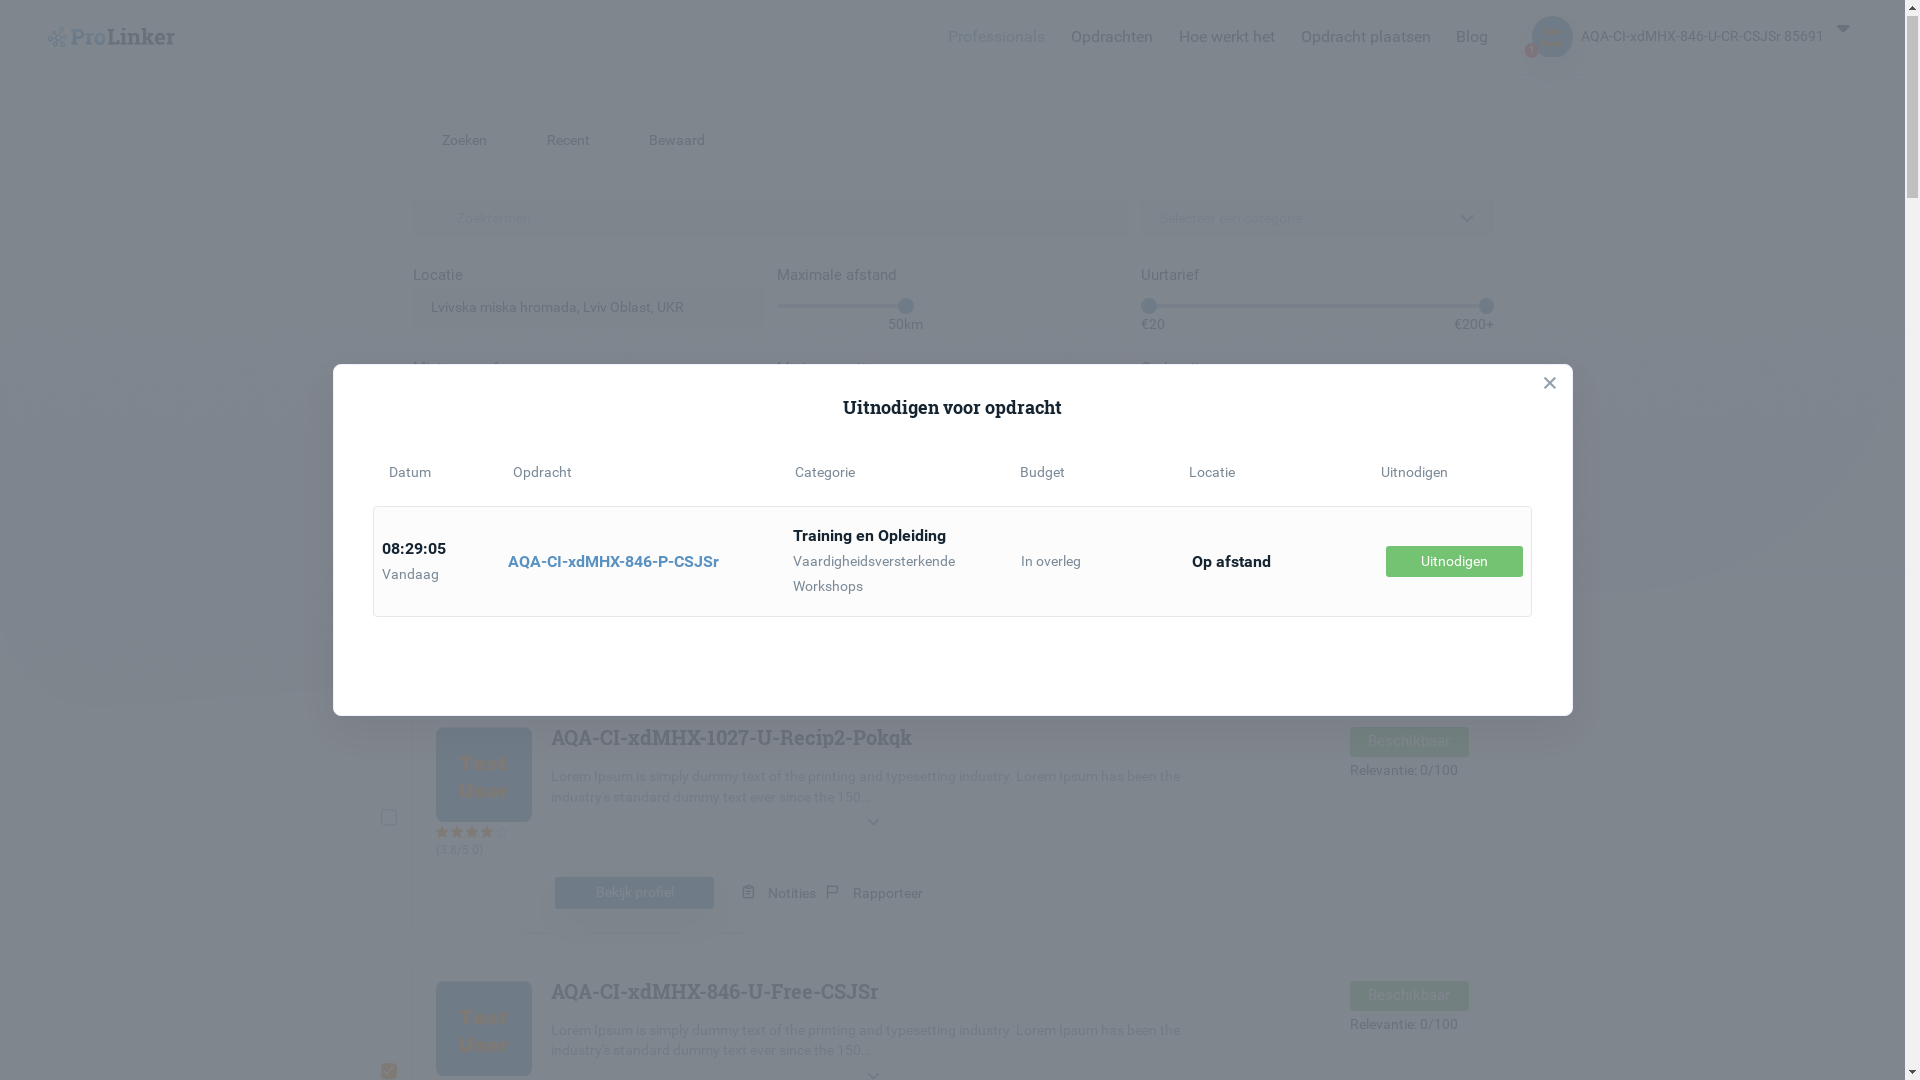 ProLinker
Professionals Opdrachten Hoe werkt het Opdracht plaatsen Blog
1
AQA-CI-xdMHX-846-U-CR-CSJSr 85691
Zoeken Recent Bewaard
Zoektermen
Selecteer een categorie
Locatie Maximale afstand Uurtarief
Lvivska miska hromada, Lviv Oblast, UKR
50km €20 €200+
Uitnodigen voor opdracht
Datum Opdracht Categorie Budget Locatie Uitnodigen
08:29:05
Vandaag
AQA-CI-xdMHX-846-P-CSJSr
Training en Opleiding
Vaardigheidsversterkende
Workshops
In overleg
Op afstand
Uitnodigen
AQA-CI-xdMHX-1027-U-Recip2-Pokqk
Beschikbaar
Test
User
Lorem Ipsum is simply dummy text of the printing and typesetting industry. Lorem Ipsum has been the
industry's standard dummy text ever since the 150...
Relevantie: 0/100
(3.8/5.0)
Bekijk profiel Notities Rapporteer
AQA-CI-xdMHX-846-U-Free-CSJSr
Beschikbaar
Test
User
Lorem Ipsum is simply dummy text of the printing and typesetting industry. Lorem Ipsum has been the
industry's standard dummy text ever since the 150...
Relevantie: 0/100